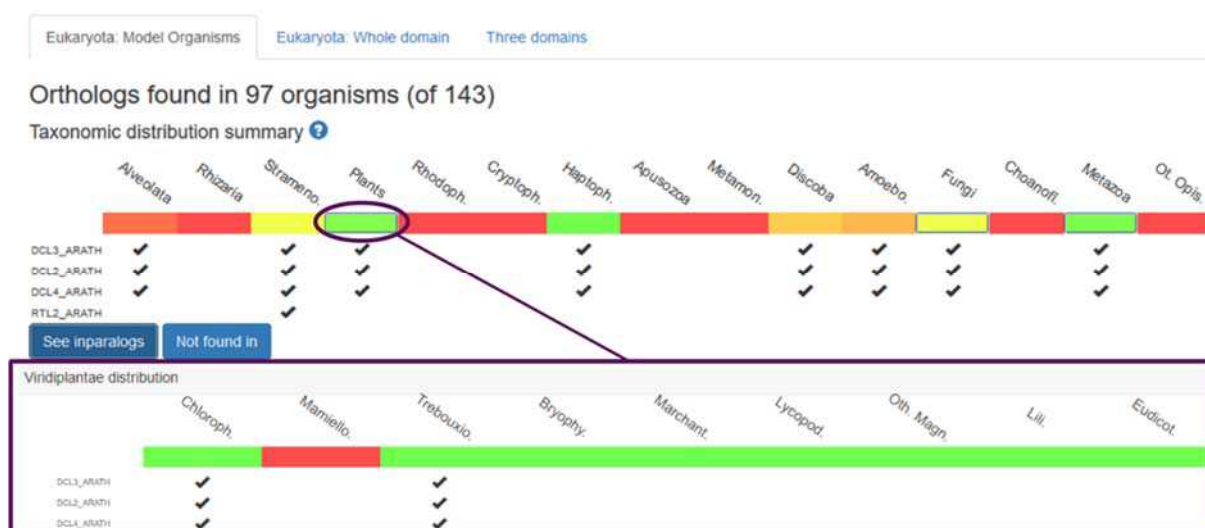 Eukaryota: Model Organisms Eukaryota: Whole domain Three domains
Orthologs found in 97 organisms (of 143)
Taxonomic distribution summary ?
Alveolata Rhizaria Strameno. Plants Rhodoph. Cryptoph. Haptoph. Apusozoa Metamon. Discoba Amoebo. Fungi Choanofl. Metazoa Ot. Opis.
DCL3_ARATH ✔ ✔ ✔ ✔ ✔ ✔ ✔ ✔
DCL2_ARATH ✔ ✔ ✔ ✔ ✔ ✔ ✔ ✔
DCL4_ARATH ✔ ✔ ✔ ✔ ✔ ✔ ✔ ✔
RTL2_ARATH ✔
See inparalogs Not found in
Viridiplantae distribution
Chloroph. Mamiello. Trebouxio. Bryophy. Marchant. Lycopod. Oth. Magn. Lili. Eudicot.
DCL3_ARATH ✔ ✔
DCL2_ARATH ✔ ✔
DCL4_ARATH ✔ ✔